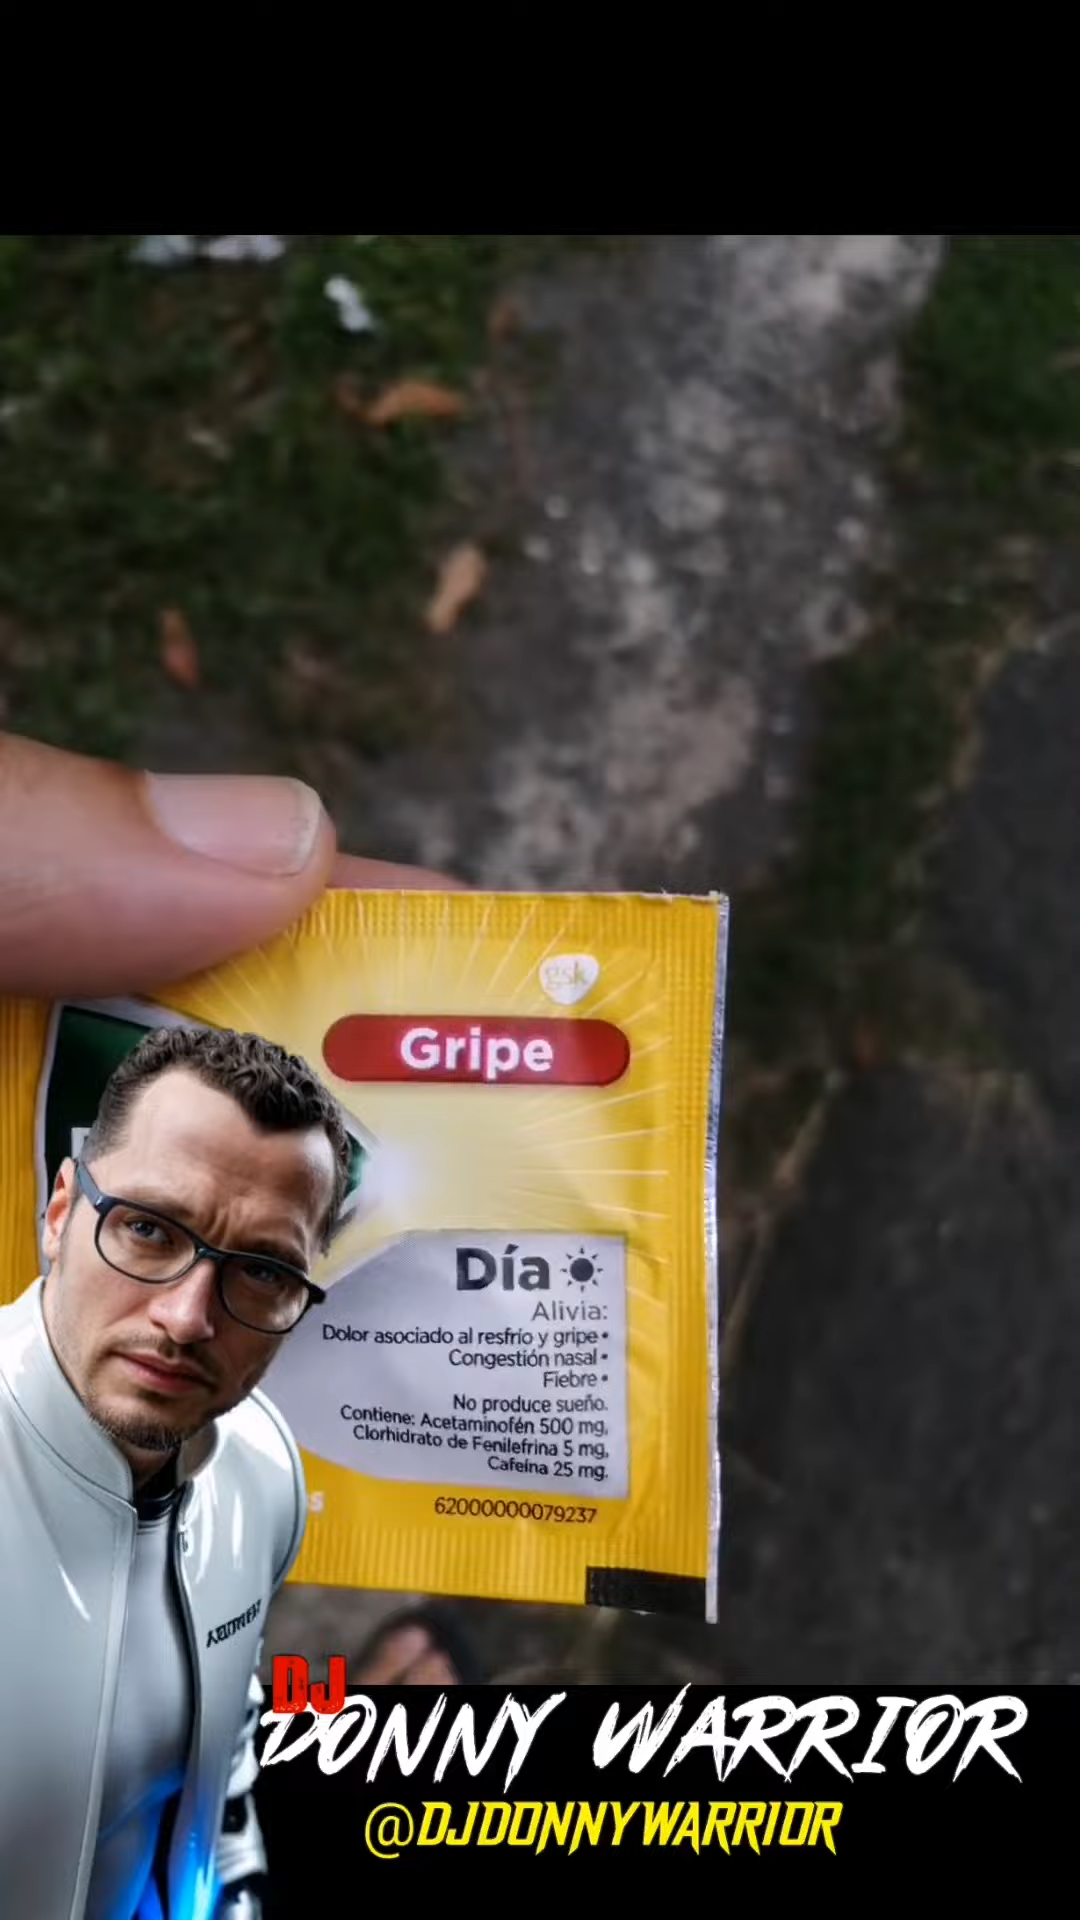 gsk
Gripe
Día
Alivia:
Dolor asociado al resfrío y gripe •
Congestión nasal •
Fiebre •
No produce sueño.
Contiene: Acetaminofén 500 mg,
Clorhidrato de Fenilefrina 5 mg,
Cafeína 25 mg.
62000000079237
DJ
DONNY WARRIOR
@DJDONNYWARRIOR